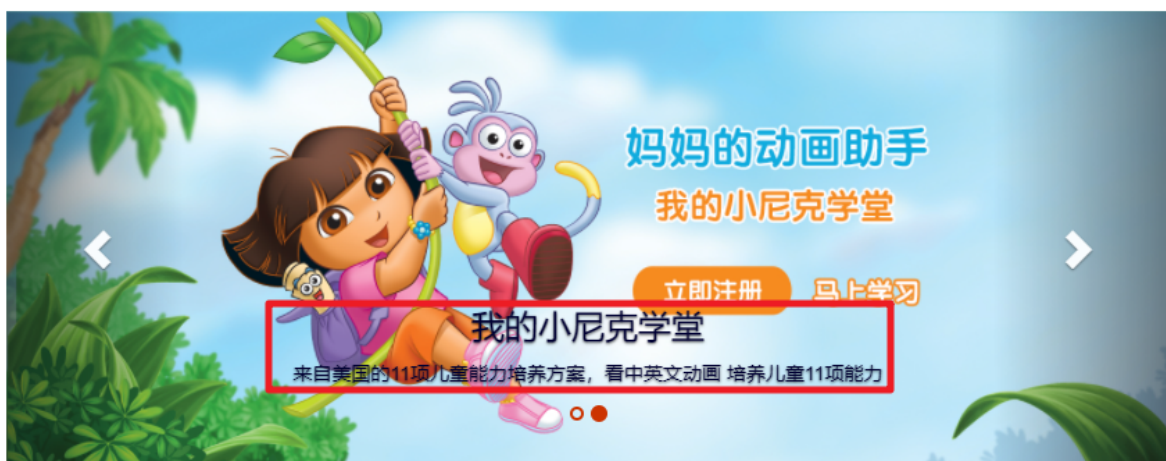 妈妈的动画助手
我的小尼克学堂
立即注册 马上学习
我的小尼克学堂
来自美国的11项儿童能力培养方案，看中英文动画 培养儿童11项能力